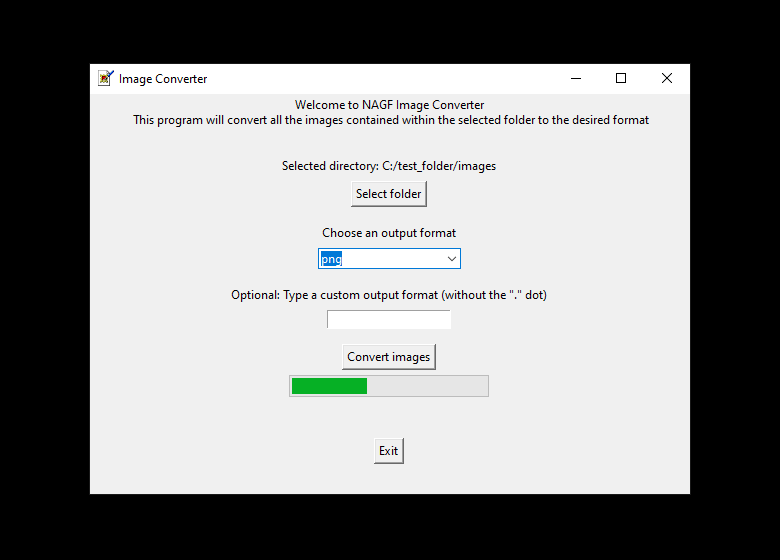 Image Converter
Welcome to NAGF Image Converter
This program will convert all the images contained within the selected folder to the desired format
Selected directory: C:/test_folder/images
Select folder
Choose an output format
png
Optional: Type a custom output format (without the "." dot)
Convert images
Exit